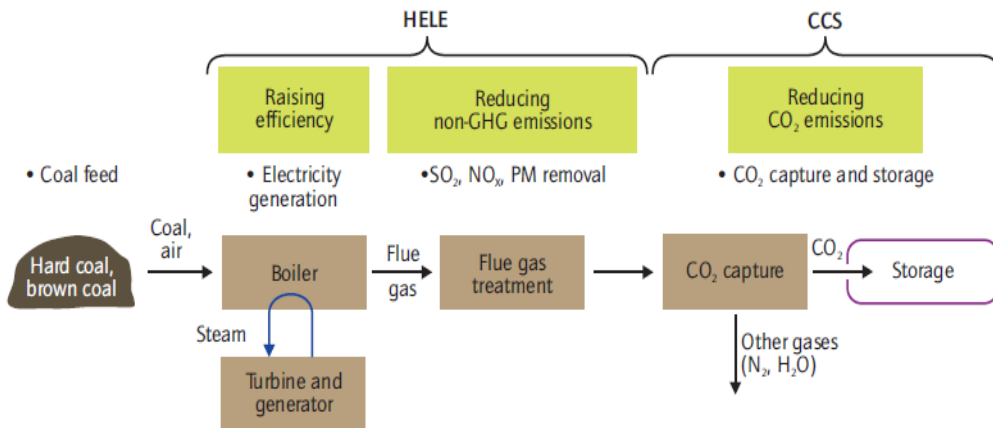 HELE
CCS
Raising
efficiency
Reducing
non-GHG emissions
Reducing
CO₂ emissions
• Coal feed
• Electricity
generation
•SO₂, NOₓ, PM removal
• CO₂ capture and storage
Hard coal,
brown coal
Coal,
air
Boiler
Flue
gas
Flue gas
treatment
CO₂ capture
CO₂
Storage
Steam
Turbine and
generator
Other gases
(N₂, H₂O)